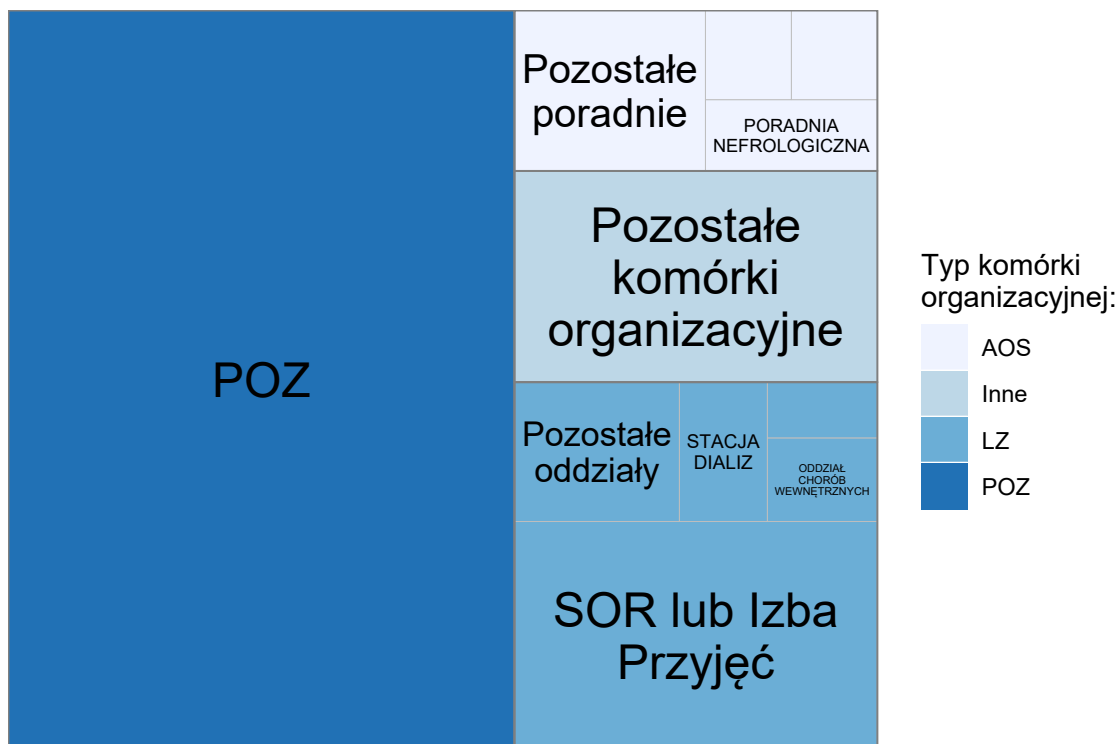 POZ
Pozostałe
poradnie
PORADNIA
NEFROLOGICZNA
Pozostałe
komórki
organizacyjne
Pozostałe
oddziały
STACJA
DIALIZ
ODDZIAŁ
CHORÓB
WEWNĘTRZNYCH
SOR lub Izba
Przyjęć
Typ komórki
organizacyjnej:
AOS
Inne
LZ
POZ